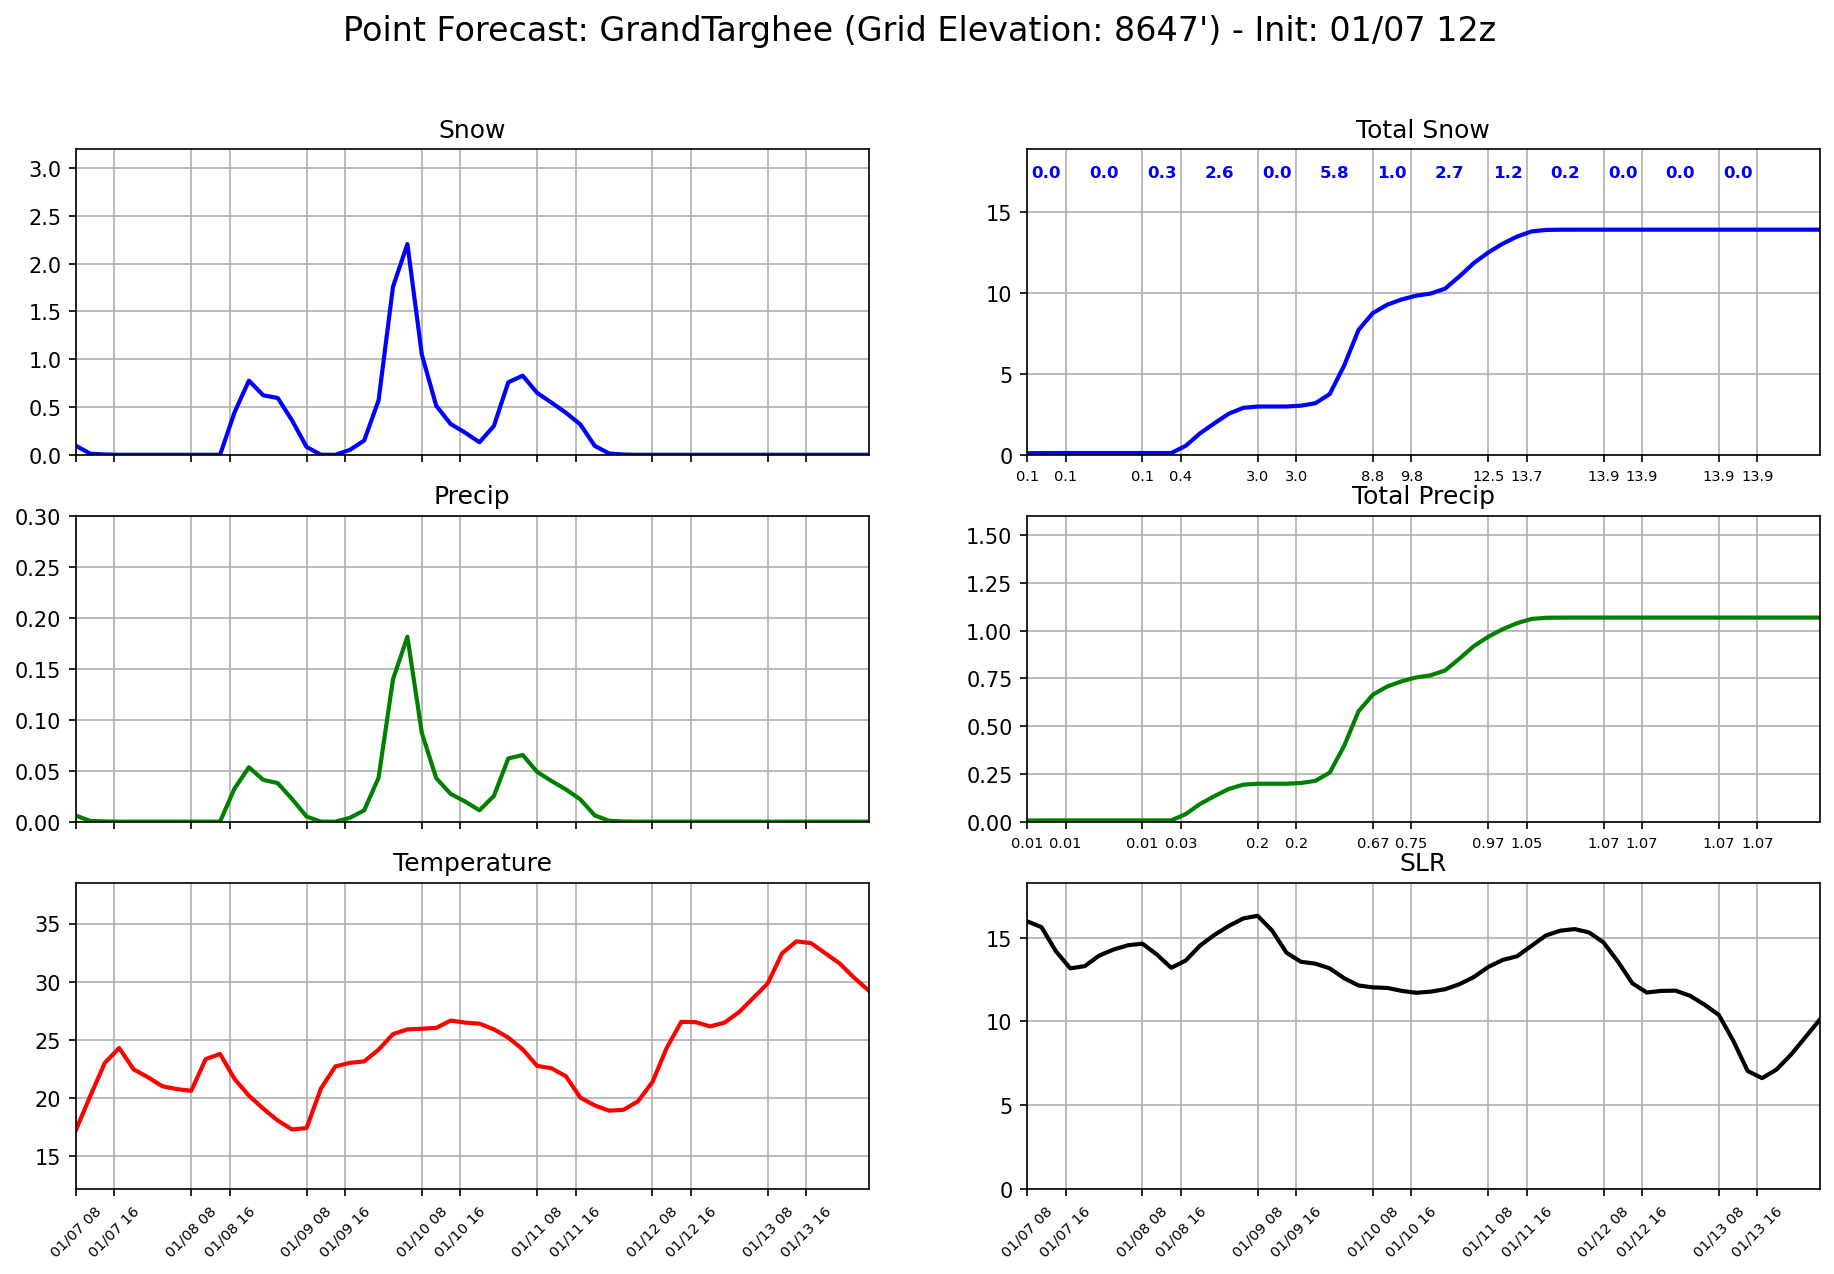 Point Forecast: GrandTarghee (Grid Elevation: 8647') - Init: 01/07 12z
Snow
3.0
2.5
2.0
1.5
1.0
0.5
0.0
Total Snow
0.0 0.0 0.3 2.6 0.0 5.8 1.0 2.7 1.2 0.2 0.0 0.0 0.0
15
10
5
0
0.1 0.1 0.1 0.4 3.0 3.0 8.8 9.8 12.5 13.7 13.9 13.9 13.9 13.9
Precip
0.30
0.25
0.20
0.15
0.10
0.05
0.00
Total Precip
1.50
1.25
1.00
0.75
0.50
0.25
0.00
0.01 0.01 0.01 0.03 0.2 0.2 0.67 0.75 0.97 1.05 1.07 1.07 1.07 1.07
Temperature
35
30
25
20
15
01/07 08 01/07 16 01/08 08 01/08 16 01/09 08 01/09 16 01/10 08 01/10 16 01/11 08 01/11 16 01/12 08 01/12 16 01/13 08 01/13 16
SLR
15
10
5
0
01/07 08 01/07 16 01/08 08 01/08 16 01/09 08 01/09 16 01/10 08 01/10 16 01/11 08 01/11 16 01/12 08 01/12 16 01/13 08 01/13 16